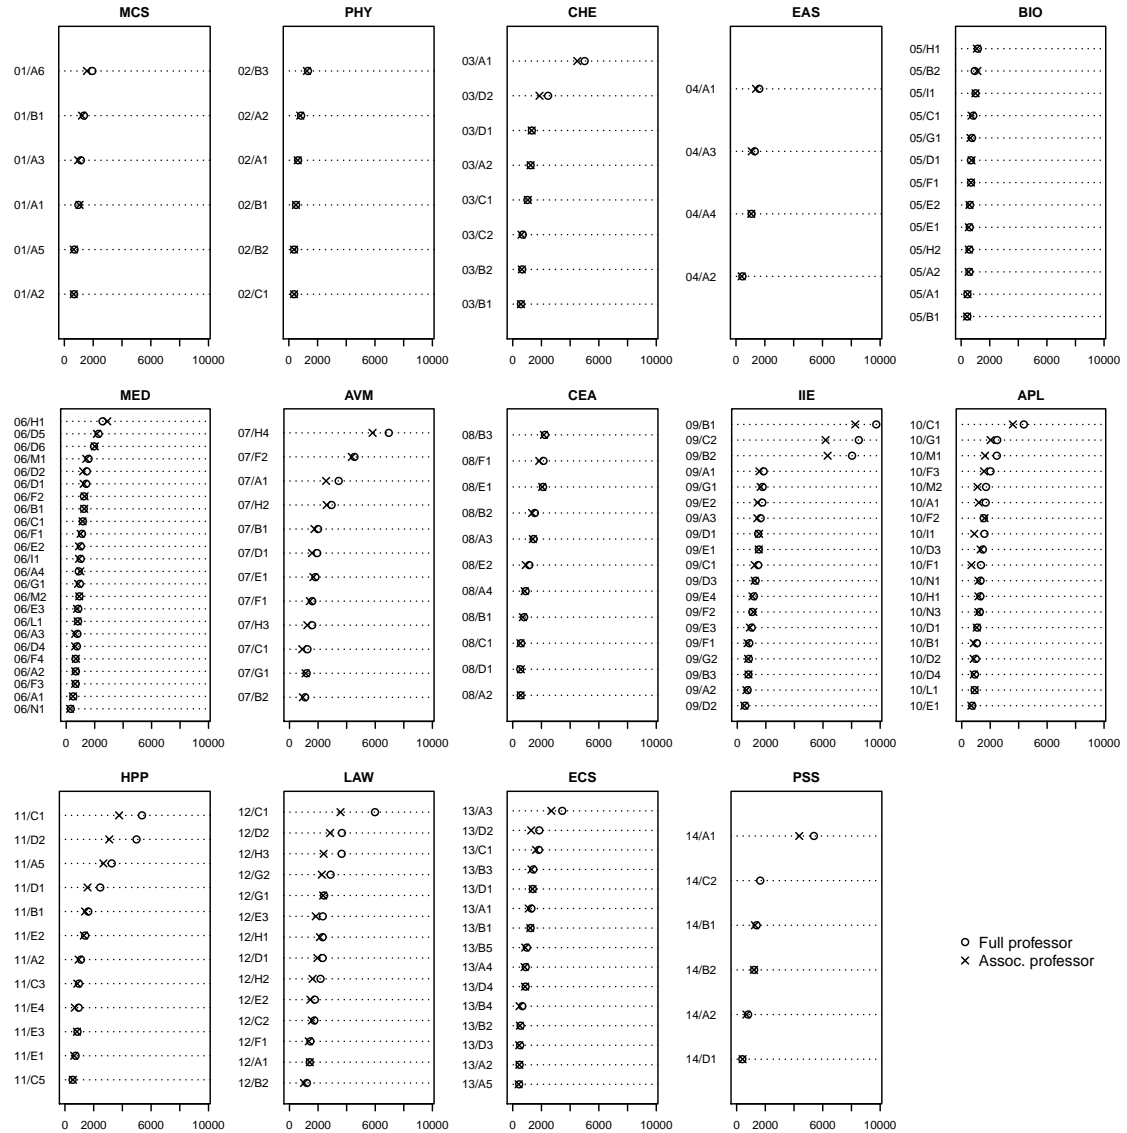 MCS
01/A6
01/B1
01/A3
01/A1
01/A5
01/A2
0 2000 6000 10000
PHY
02/B3
02/A2
02/A1
02/B1
02/B2
02/C1
0 2000 6000 10000
CHE
03/A1
03/D2
03/D1
03/A2
03/C1
03/C2
03/B2
03/B1
0 2000 6000 10000
EAS
04/A1
04/A3
04/A4
04/A2
0 2000 6000 10000
BIO
05/H1
05/B2
05/I1
05/C1
05/G1
05/D1
05/F1
05/E2
05/E1
05/H2
05/A2
05/A1
05/B1
0 2000 6000 10000
MED
06/H1
06/D5
06/D6
06/M1
06/D2
06/D1
06/F2
06/B1
06/C1
06/F1
06/E2
06/I1
06/A4
06/G1
06/M2
06/E3
06/L1
06/A3
06/D4
06/F4
06/A2
06/F3
06/A1
06/N1
0 2000 6000 10000
AVM
07/H4
07/F2
07/A1
07/H2
07/B1
07/D1
07/E1
07/F1
07/H3
07/C1
07/G1
07/B2
0 2000 6000 10000
CEA
08/B3
08/F1
08/E1
08/B2
08/A3
08/E2
08/A4
08/B1
08/C1
08/D1
08/A2
0 2000 6000 10000
IIE
09/B1
09/C2
09/B2
09/A1
09/G1
09/E2
09/A3
09/D1
09/E1
09/C1
09/D3
09/E4
09/F2
09/E3
09/F1
09/G2
09/B3
09/A2
09/D2
0 2000 6000 10000
APL
10/C1
10/G1
10/M1
10/F3
10/M2
10/A1
10/F2
10/I1
10/D3
10/F1
10/N1
10/H1
10/N3
10/D1
10/B1
10/D2
10/D4
10/L1
10/E1
0 2000 6000 10000
HPP
11/C1
11/D2
11/A5
11/D1
11/B1
11/E2
11/A2
11/C3
11/E4
11/E3
11/E1
11/C5
0 2000 6000 10000
LAW
12/C1
12/D2
12/H3
12/G2
12/G1
12/E3
12/H1
12/D1
12/H2
12/E2
12/C2
12/F1
12/A1
12/B2
0 2000 6000 10000
ECS
13/A3
13/D2
13/C1
13/B3
13/D1
13/A1
13/B1
13/B5
13/A4
13/D4
13/B4
13/B2
13/D3
13/A2
13/A5
0 2000 6000 10000
PSS
14/A1
14/C2
14/B1
14/B2
14/A2
14/D1
0 2000 6000 10000
Full professor
Assoc. professor